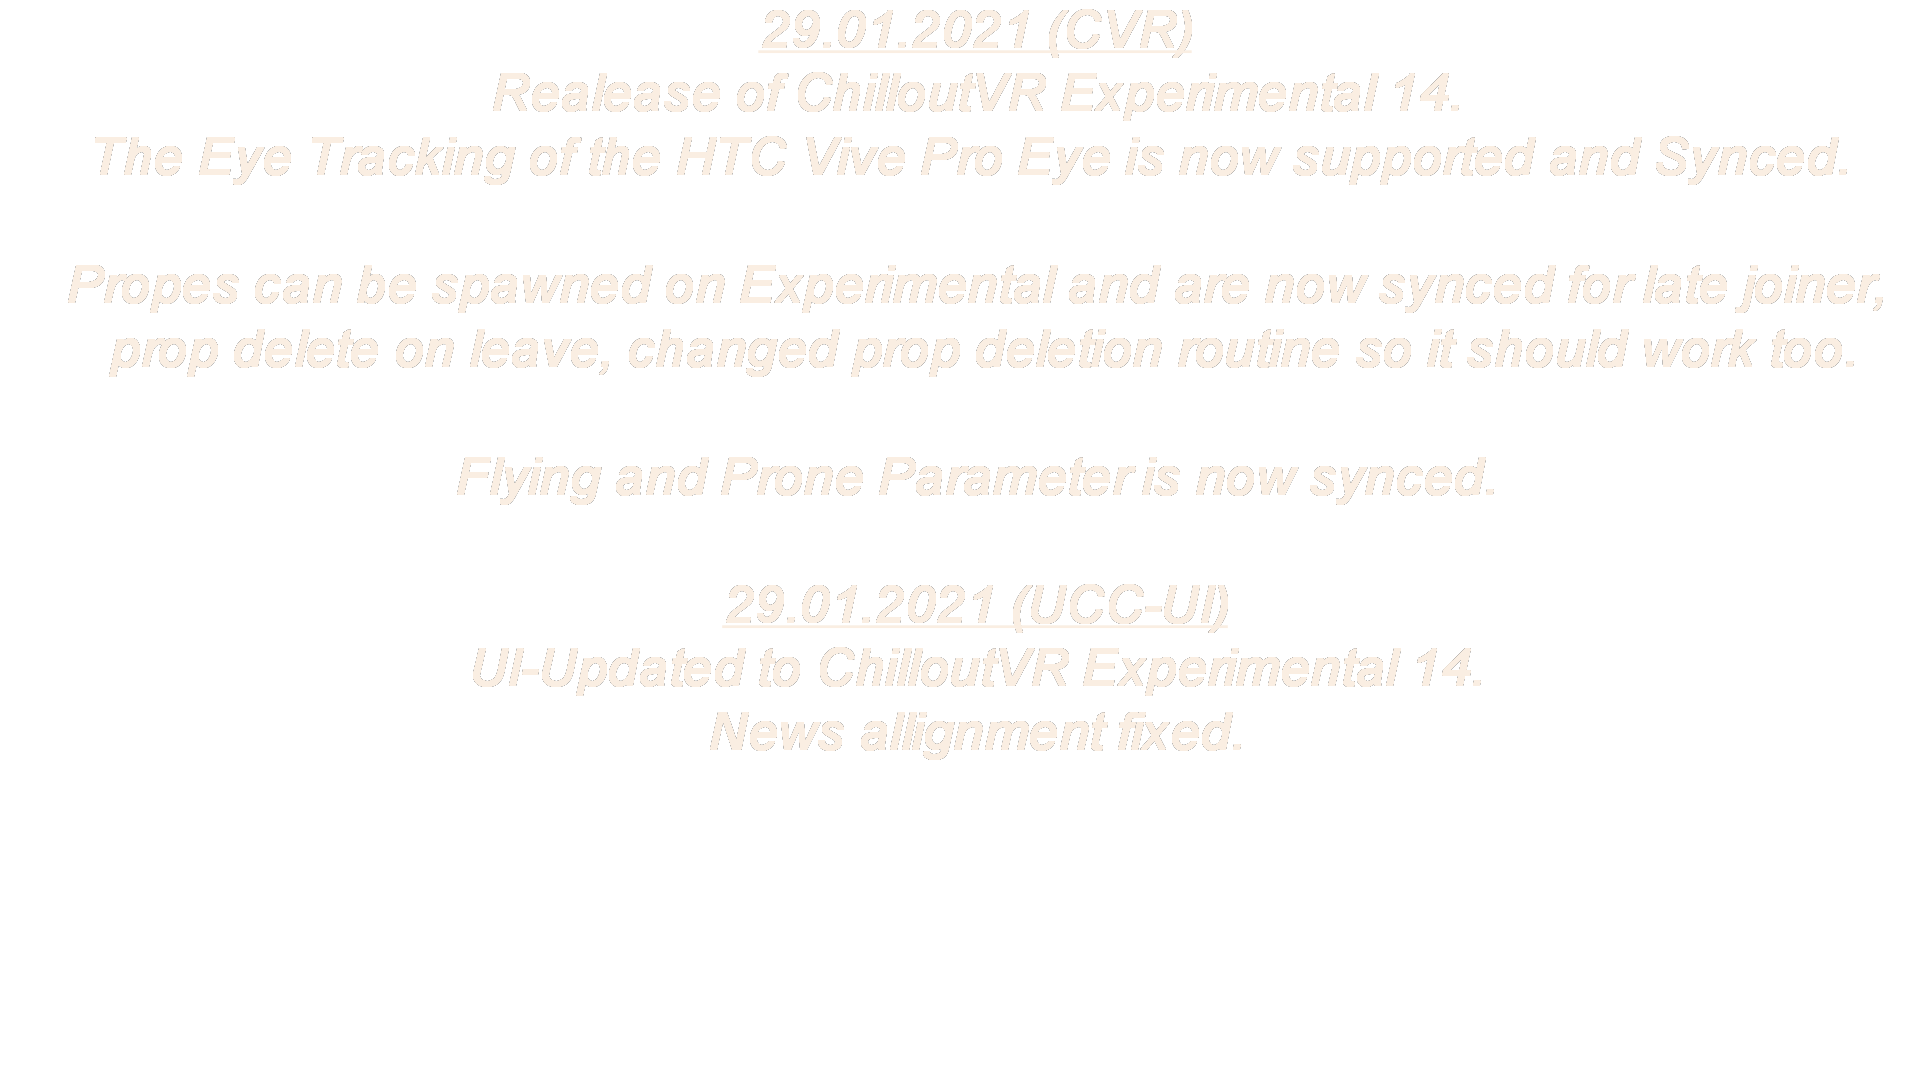 29.01.2021 (CVR)
Realease of ChilloutVR Experimental 14.
The Eye Tracking of the HTC Vive Pro Eye is now supported and Synced.
Propes can be spawned on Experimental and are now synced for late joiner,
prop delete on leave, changed prop deletion routine so it should work too.
Flying and Prone Parameter is now synced.
29.01.2021 (UCC-UI)
UI-Updated to ChilloutVR Experimental 14.
News allignment fixed.